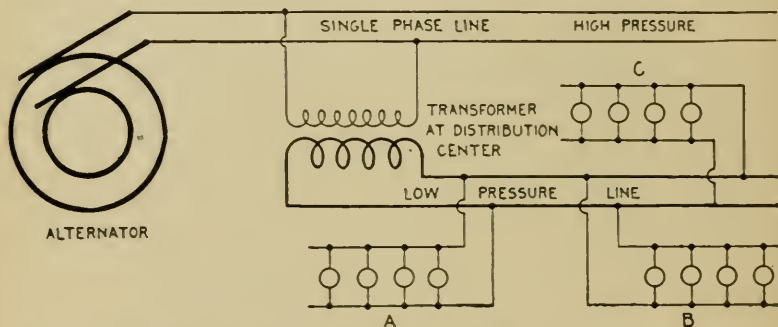 SINGLE PHASE LINE HIGH PRESSURE
C
TRANSFORMER
AT DISTRIBUTION
CENTER
LOW PRESSURE LINE
ALTERNATOR
A
B